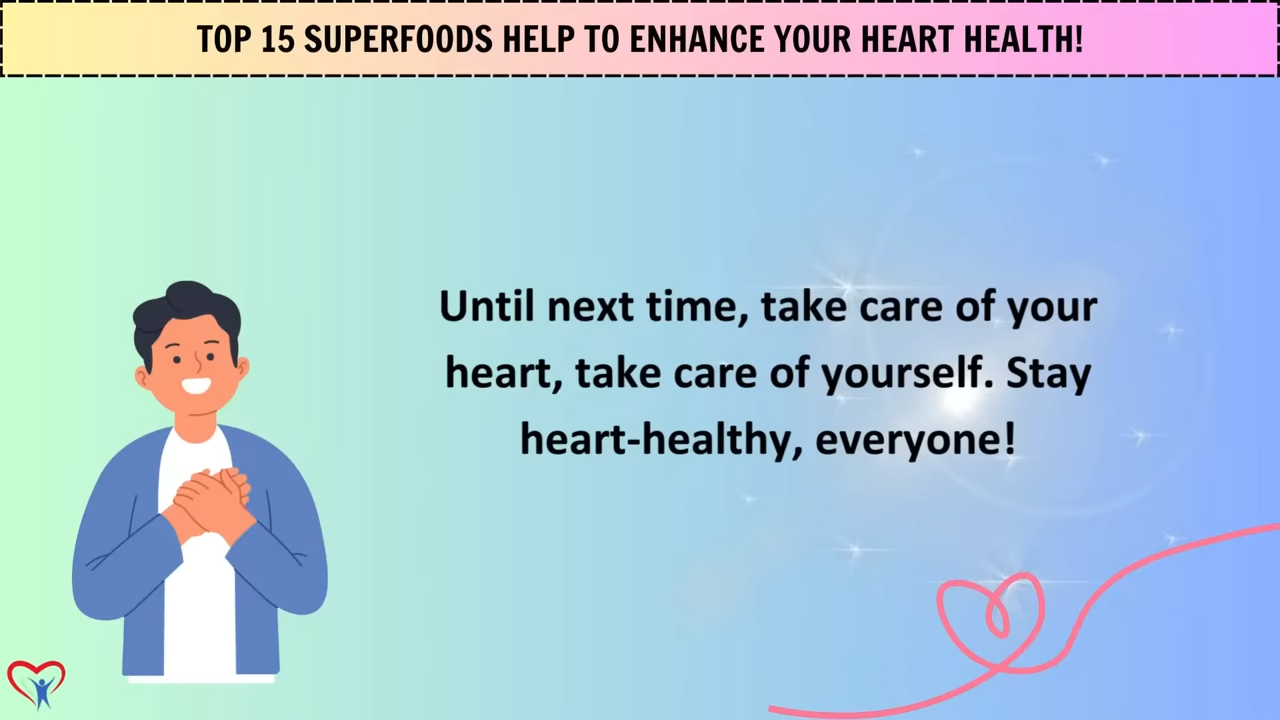 TOP 15 SUPERFOODS HELP TO ENHANCE YOUR HEART HEALTH!
Until next time, take care of your
heart, take care of yourself. Stay
heart-healthy, everyone!